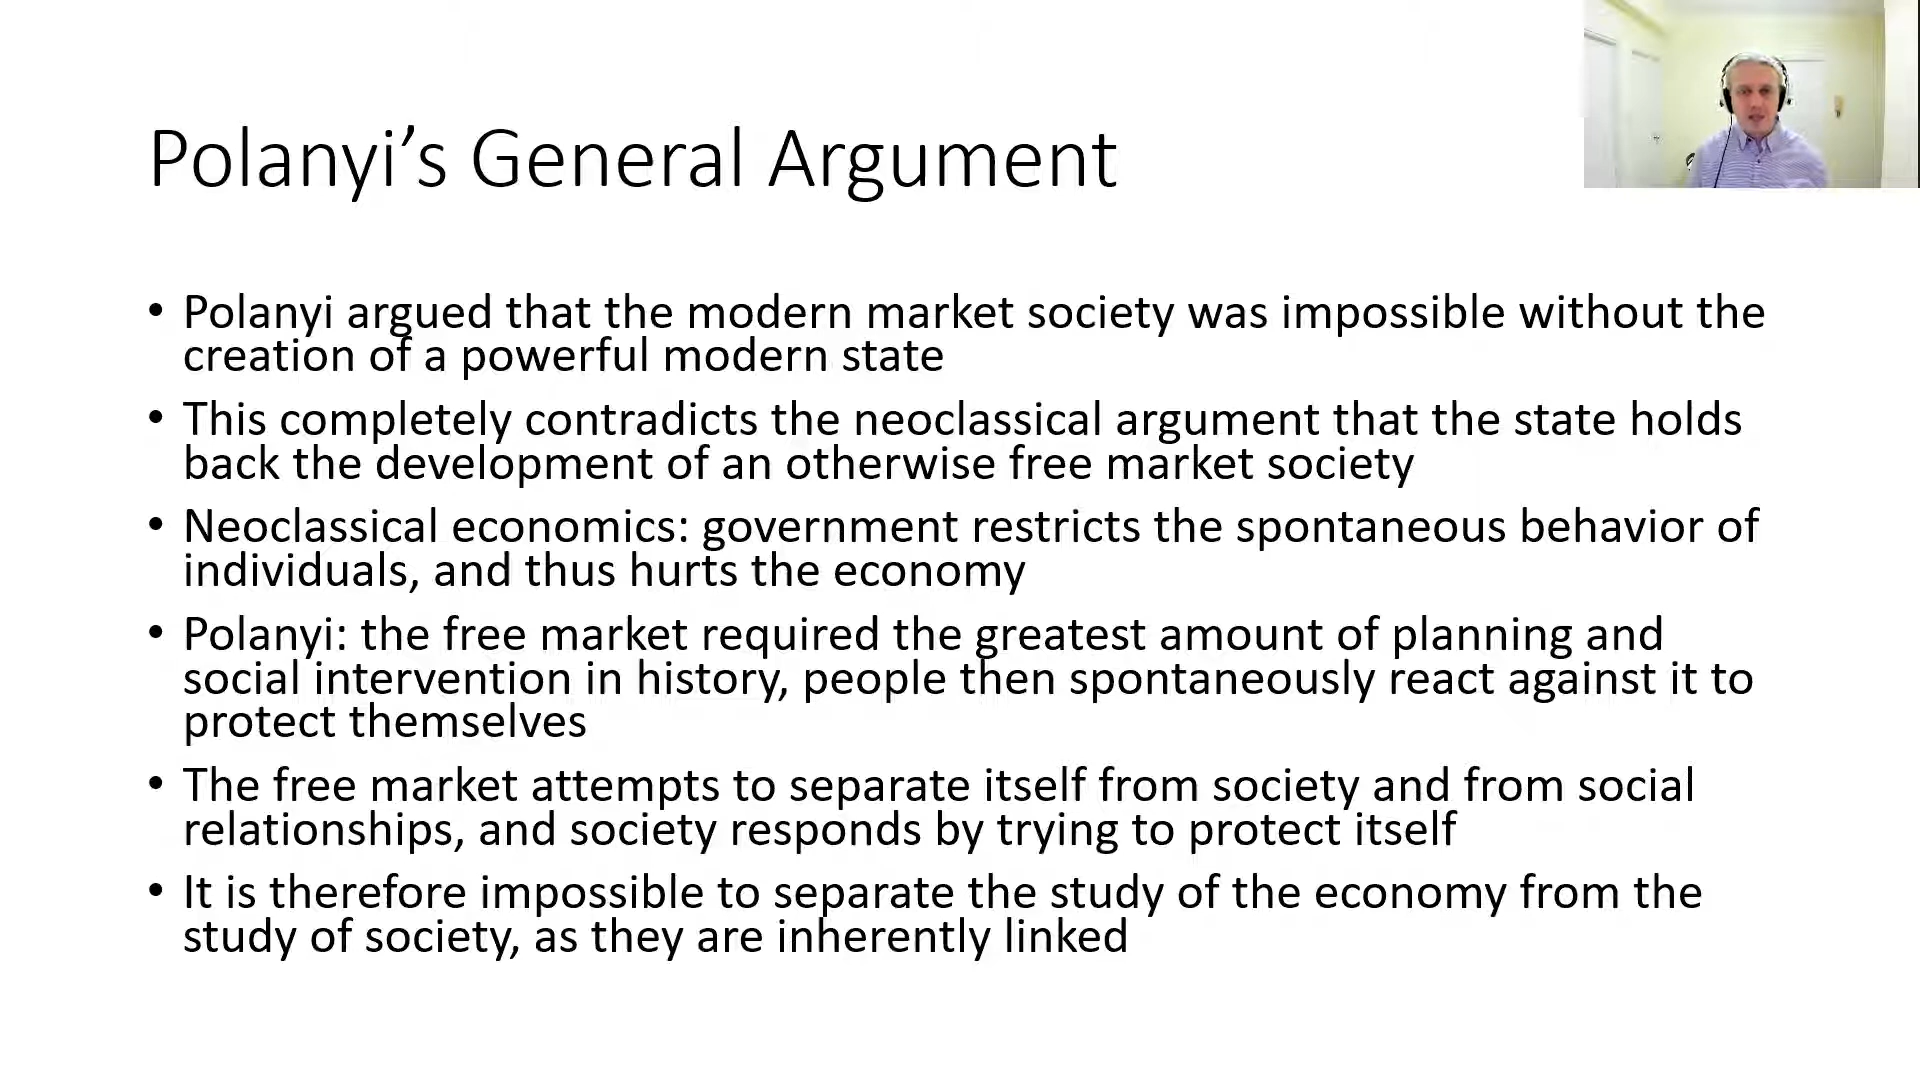 Polanyi’s General Argument
• Polanyi argued that the modern market society was impossible without the
creation of a powerful modern state
• This completely contradicts the neoclassical argument that the state holds
back the development of an otherwise free market society
• Neoclassical economics: government restricts the spontaneous behavior of
individuals, and thus hurts the economy
• Polanyi: the free market required the greatest amount of planning and
social intervention in history, people then spontaneously react against it to
protect themselves
• The free market attempts to separate itself from society and from social
relationships, and society responds by trying to protect itself
• It is therefore impossible to separate the study of the economy from the
study of society, as they are inherently linked